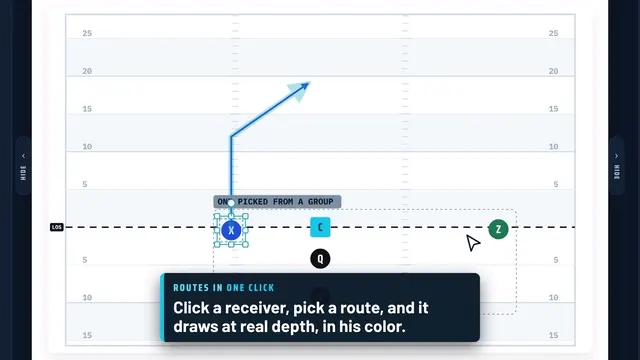 25 25
20 20
15 15
10 10
5 5
ON PICKED FROM A GROUP
HIDE HIDE
LOS X C Z
5 Q 5
10 10
15 15
ROUTES IN ONE CLICK
Click a receiver, pick a route, and it
draws at real depth, in his color.